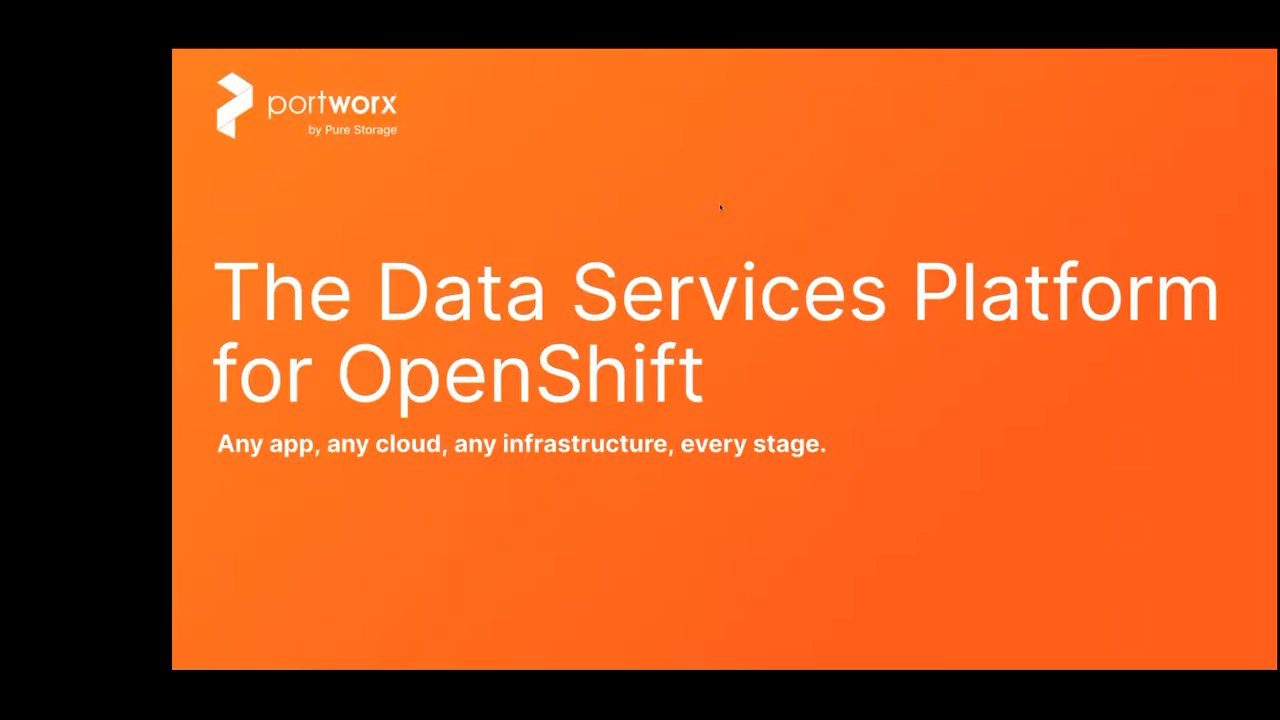 portworx
by Pure Storage
The Data Services Platform
for OpenShift
Any app, any cloud, any infrastructure, every stage.